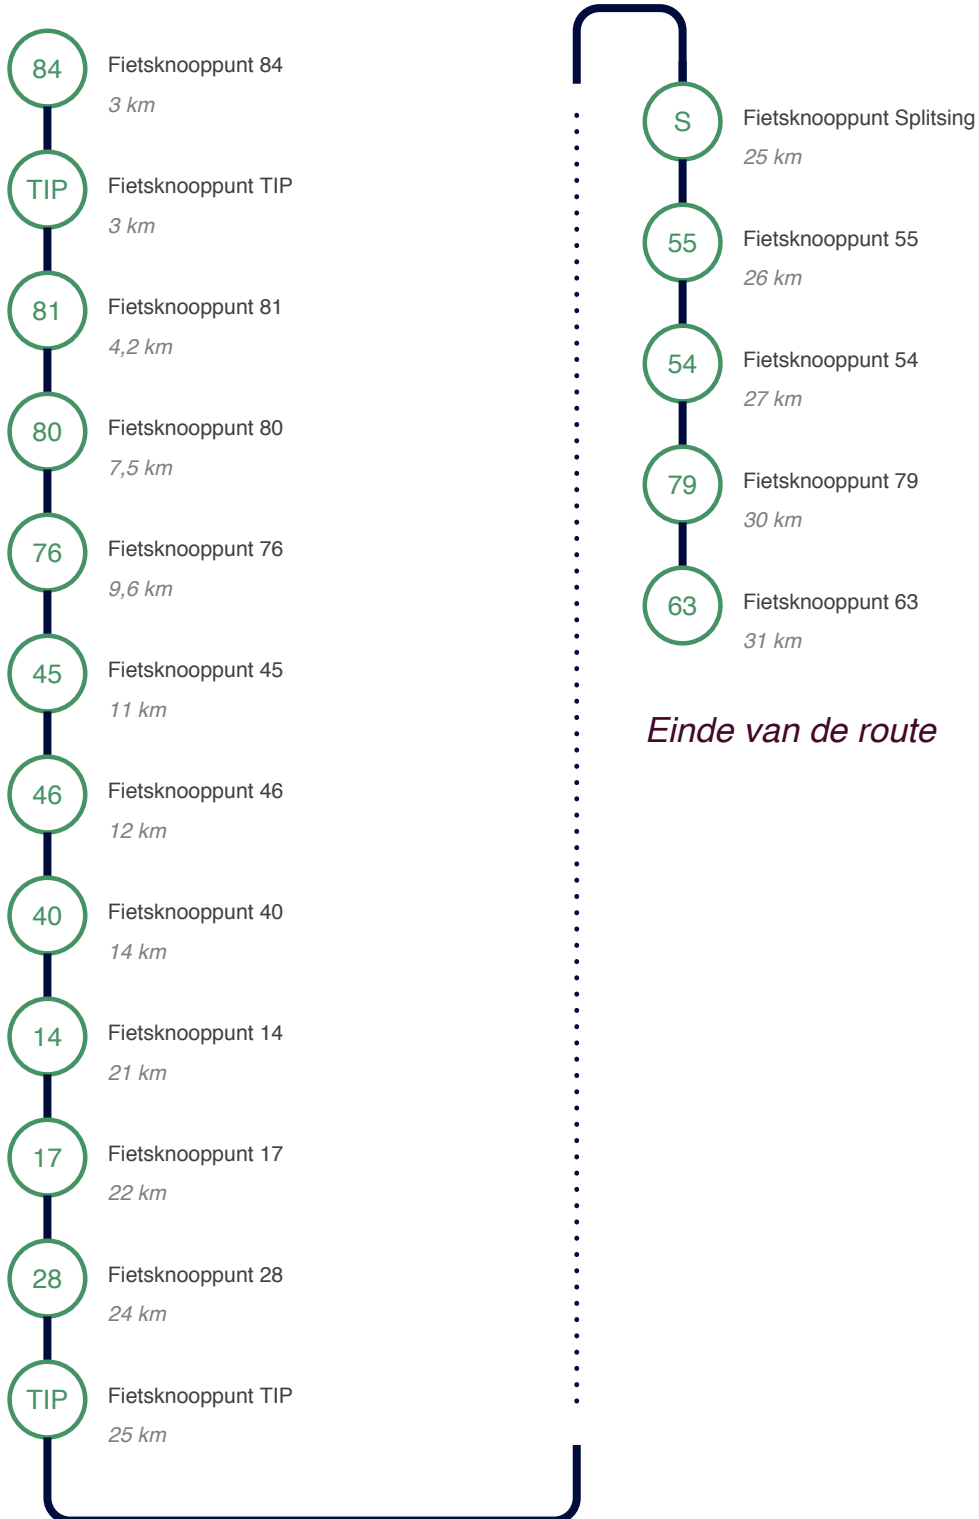 84
Fietsknooppunt 84
3 km
TIP
Fietsknooppunt TIP
3 km
81
Fietsknooppunt 81
4,2 km
80
Fietsknooppunt 80
7,5 km
76
Fietsknooppunt 76
9,6 km
45
Fietsknooppunt 45
11 km
46
Fietsknooppunt 46
12 km
40
Fietsknooppunt 40
14 km
14
Fietsknooppunt 14
21 km
17
Fietsknooppunt 17
22 km
28
Fietsknooppunt 28
24 km
TIP
Fietsknooppunt TIP
25 km
S
Fietsknooppunt Splitsing
25 km
55
Fietsknooppunt 55
26 km
54
Fietsknooppunt 54
27 km
79
Fietsknooppunt 79
30 km
63
Fietsknooppunt 63
31 km
Einde van de route